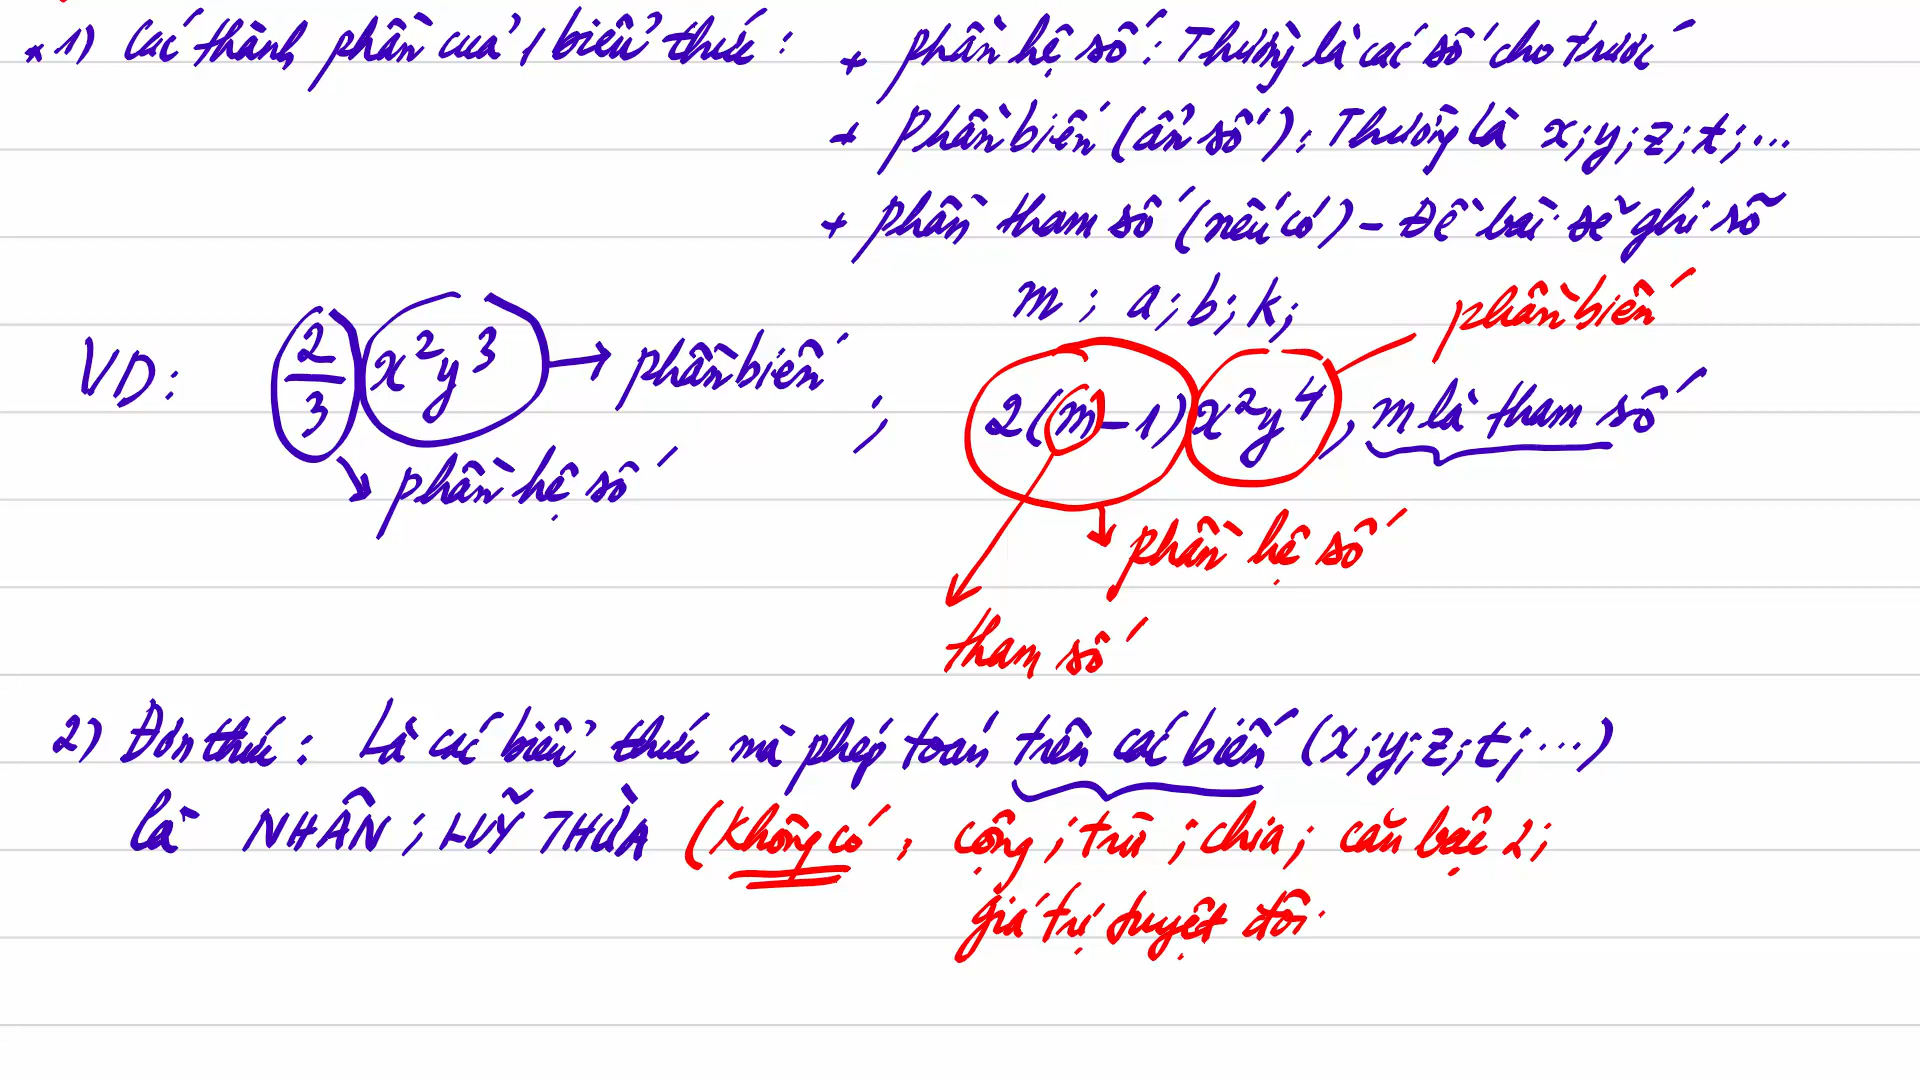 * 1) Các thành phần của 1 biểu thức : + phần hệ số : Thường là các số cho trước
+ Phần biến (ẩn số) : Thường là x; y; z; t; ...
+ phần tham số (nếu có) - Đề bài sẽ ghi rõ
m ; a ; b ; k ;
phần biến
VD : 2/3 x²y³ → phần biến ; 2(m-1)x²y⁴, m là tham số
phần hệ số
phần hệ số
tham số
2) Đơn thức : Là các biểu thức mà phép toán trên các biến (x; y; z; t; ...)
là NHÂN ; LUỸ THỪA (Không có : cộng ; trừ ; chia ; căn bậc 2 ;
giá trị tuyệt đối